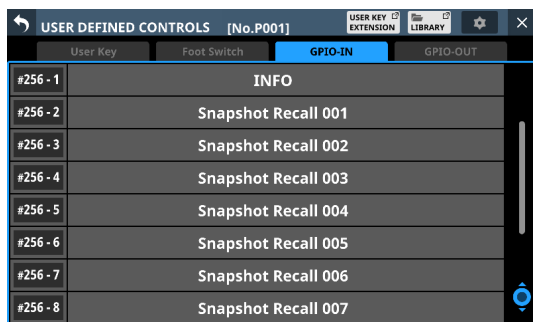 USER DEFINED CONTROLS [No.P001]
USER KEY EXTENSION
LIBRARY
User Key
Foot Switch
GPIO-IN
GPIO-OUT
#256 - 1 INFO
#256 - 2 Snapshot Recall 001
#256 - 3 Snapshot Recall 002
#256 - 4 Snapshot Recall 003
#256 - 5 Snapshot Recall 004
#256 - 6 Snapshot Recall 005
#256 - 7 Snapshot Recall 006
#256 - 8 Snapshot Recall 007